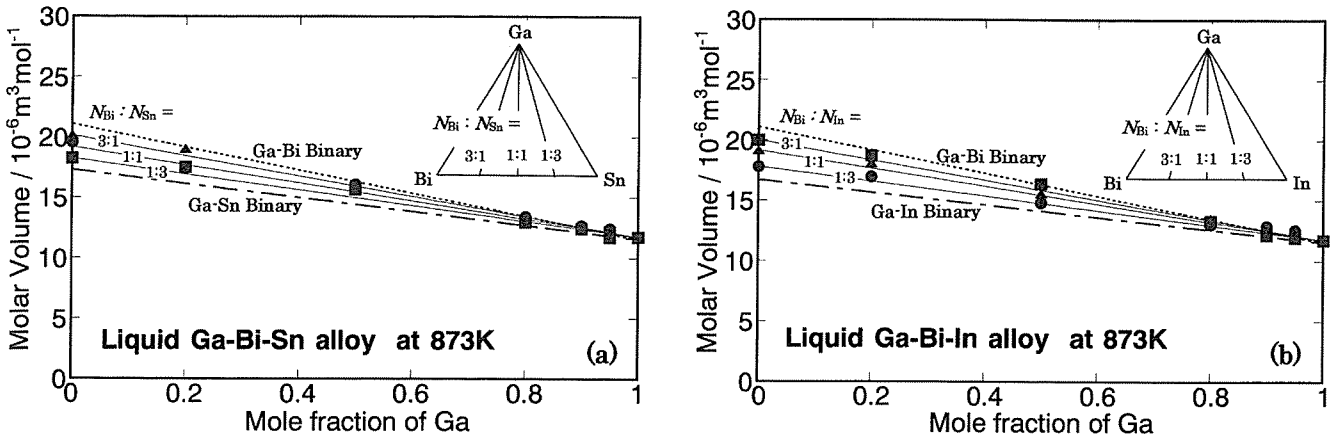 30
25
20
15
10
5
0
Molar Volume / 10⁻⁶m³mol⁻¹
N_Bi : N_Sn =
3:1
1:1
1:3
Ga-Bi Binary
Ga-Sn Binary
Ga
N_Bi : N_Sn =
3:1 1:1 1:3
Bi
Sn
Liquid Ga-Bi-Sn alloy at 873K
(a)
0 0.2 0.4 0.6 0.8 1
Mole fraction of Ga
30
25
20
15
10
5
0
Molar Volume / 10⁻⁶m³mol⁻¹
N_Bi : N_In =
3:1
1:1
1:3
Ga-Bi Binary
Ga-In Binary
Ga
N_Bi : N_In =
3:1 1:1 1:3
Bi
In
Liquid Ga-Bi-In alloy at 873K
(b)
0 0.2 0.4 0.6 0.8 1
Mole fraction of Ga